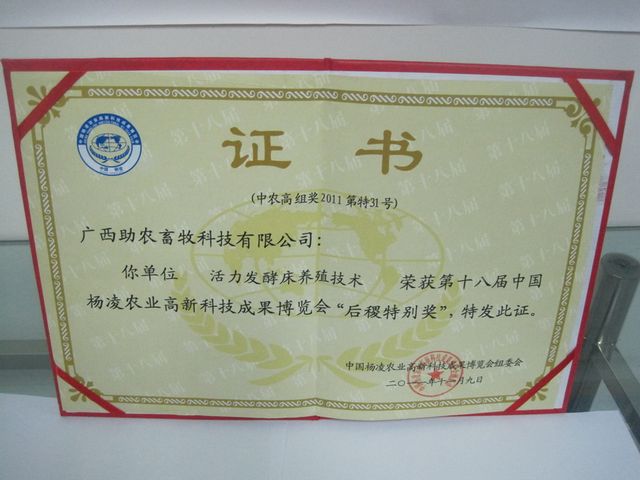 证 书
(中农高组奖2011第特31号)
广西助农畜牧科技有限公司:
你单位 活力发酵床养殖技术 荣获第十八届中国
杨凌农业高新科技成果博览会“后稷特别奖”,特发此证。
中国杨凌农业高新科技成果博览会组委会
二〇一一年十一月九日
第十八届